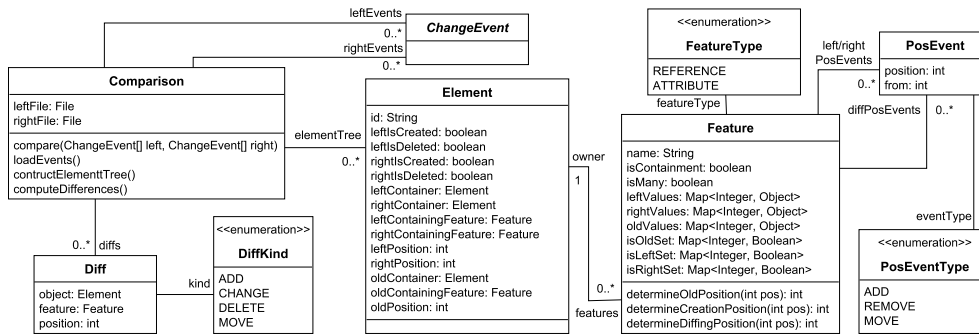 leftEvents
0..*
ChangeEvent
rightEvents
0..*
Comparison
leftFile: File
rightFile: File
compare(ChangeEvent[] left, ChangeEvent[] right)
loadEvents()
contructElementtTree()
computeDifferences()
elementTree
0..*
0..*
diffs
Diff
object: Element
feature: Feature
position: int
kind
<<enumeration>>
DiffKind
ADD
CHANGE
DELETE
MOVE
Element
id: String
leftIsCreated: boolean
leftIsDeleted: boolean
rightIsCreated: boolean
rightIsDeleted: boolean
leftContainer: Element
rightContainer: Element
leftContainingFeature: Feature
rightContainingFeature: Feature
leftPosition: int
rightPosition: int
oldContainer: Element
oldContainingFeature: Feature
oldPosition: int
owner
1
0..*
features
<<enumeration>>
FeatureType
REFERENCE
ATTRIBUTE
featureType
Feature
name: String
isContainment: boolean
isMany: boolean
leftValues: Map<Integer, Object>
rightValues: Map<Integer, Object>
oldValues: Map<Integer, Object>
isOldSet: Map<Integer, Boolean>
isLeftSet: Map<Integer, Boolean>
isRightSet: Map<Integer, Boolean>
determineOldPosition(int pos): int
determineCreationPosition(int pos): int
determineDiffingPosition(int pos): int
left/right
PosEvents
0..*
PosEvent
position: int
from: int
diffPosEvents
0..*
eventType
<<enumeration>>
PosEventType
ADD
REMOVE
MOVE